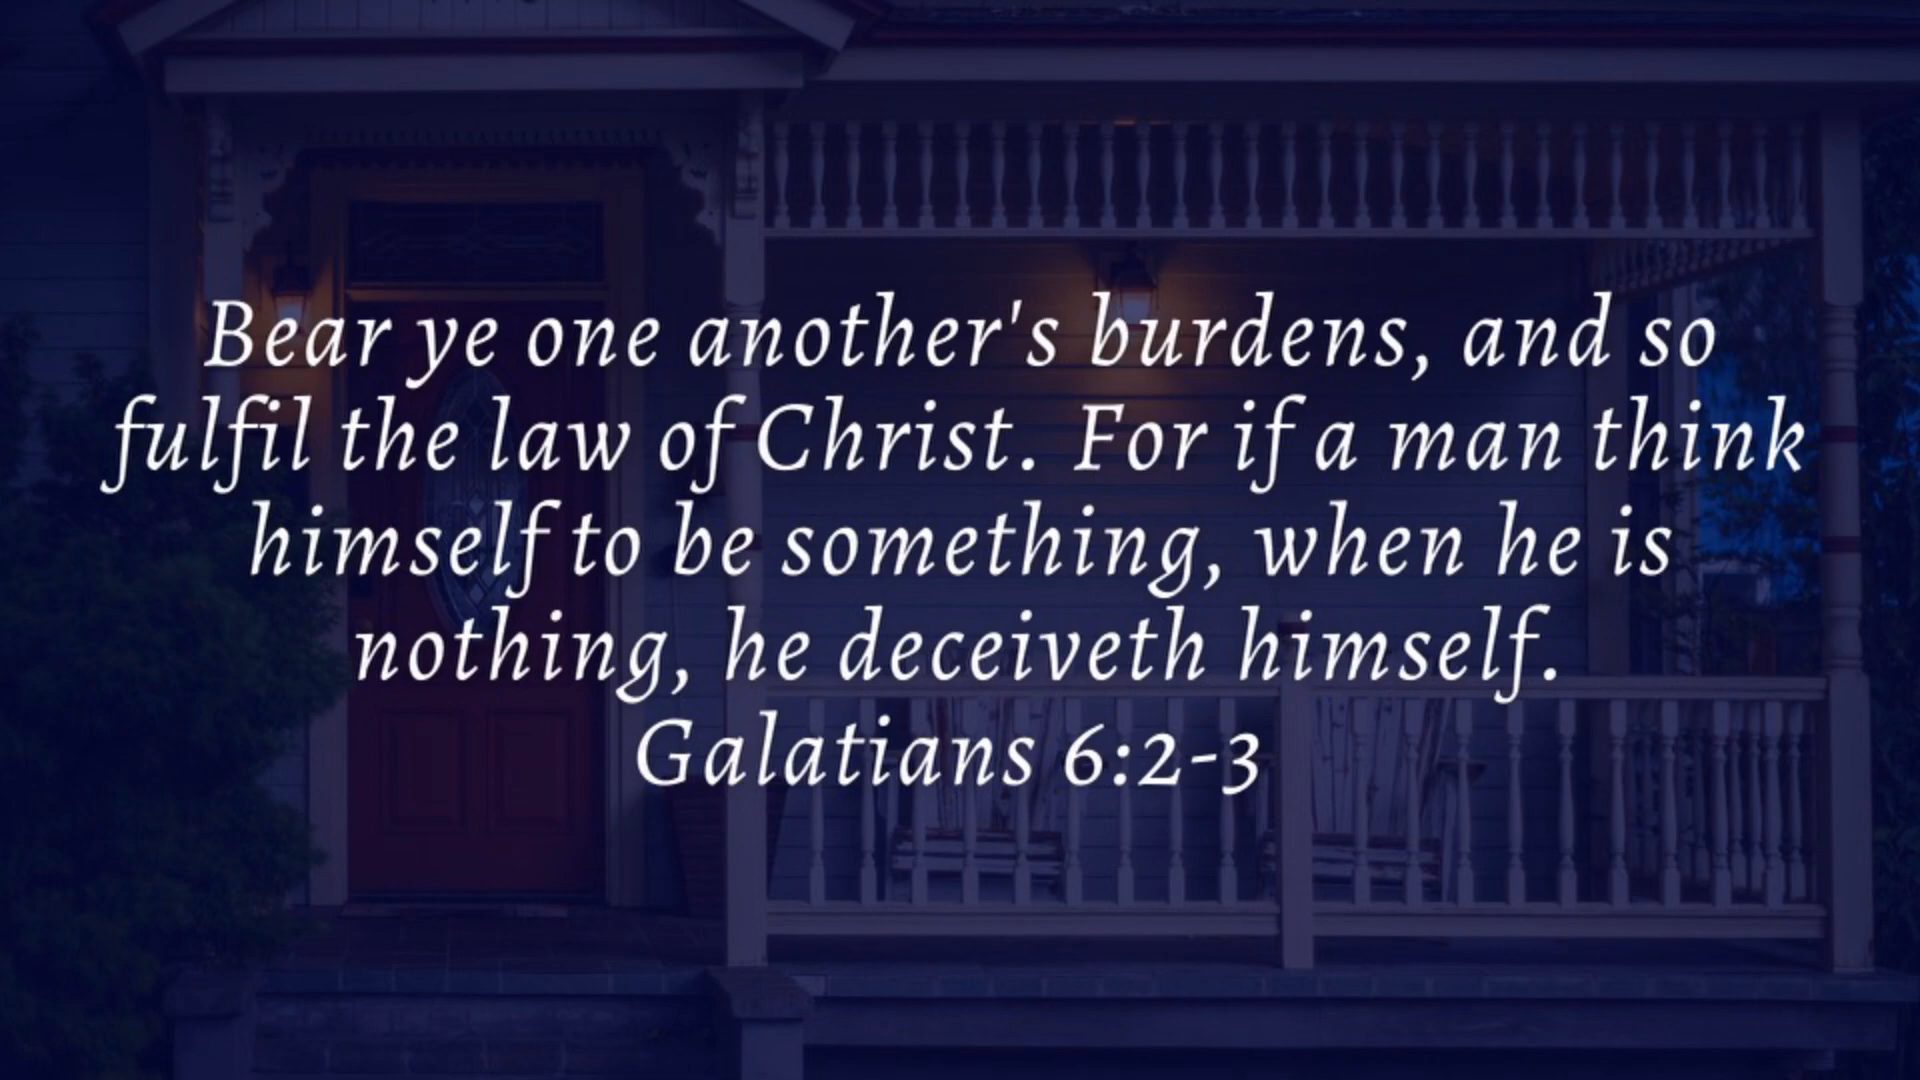 Bear ye one another's burdens, and so
fulfil the law of Christ. For if a man think
himself to be something, when he is
nothing, he deceiveth himself.
Galatians 6:2-3